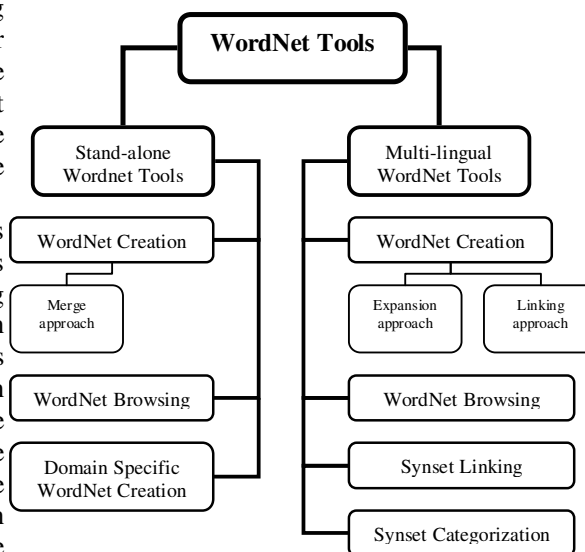 WordNet Tools
Stand-alone
Wordnet Tools
WordNet Creation
Merge
approach
WordNet Browsing
Domain Specific
WordNet Creation
Multi-lingual
WordNet Tools
WordNet Creation
Expansion
approach
Linking
approach
WordNet Browsing
Synset Linking
Synset Categorization